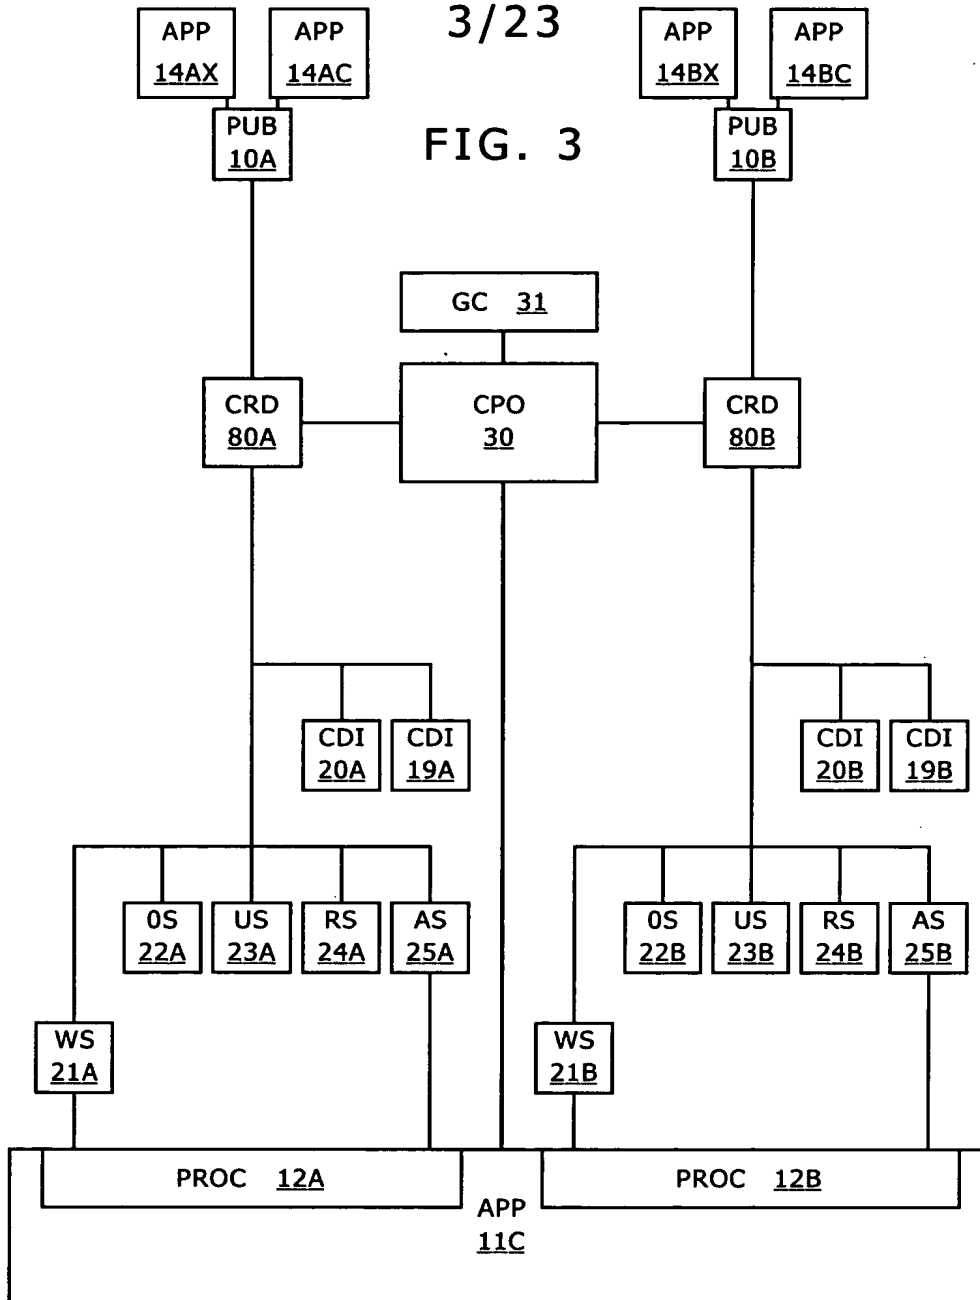 3/23
APP
14AX
APP
14AC
APP
14BX
APP
14BC
PUB
10A
FIG. 3
PUB
10B
GC 31
CRD
80A
CPO
30
CRD
80B
CDI
20A
CDI
19A
CDI
20B
CDI
19B
0S
22A
US
23A
RS
24A
AS
25A
0S
22B
US
23B
RS
24B
AS
25B
WS
21A
WS
21B
PROC 12A
PROC 12B
APP
11C